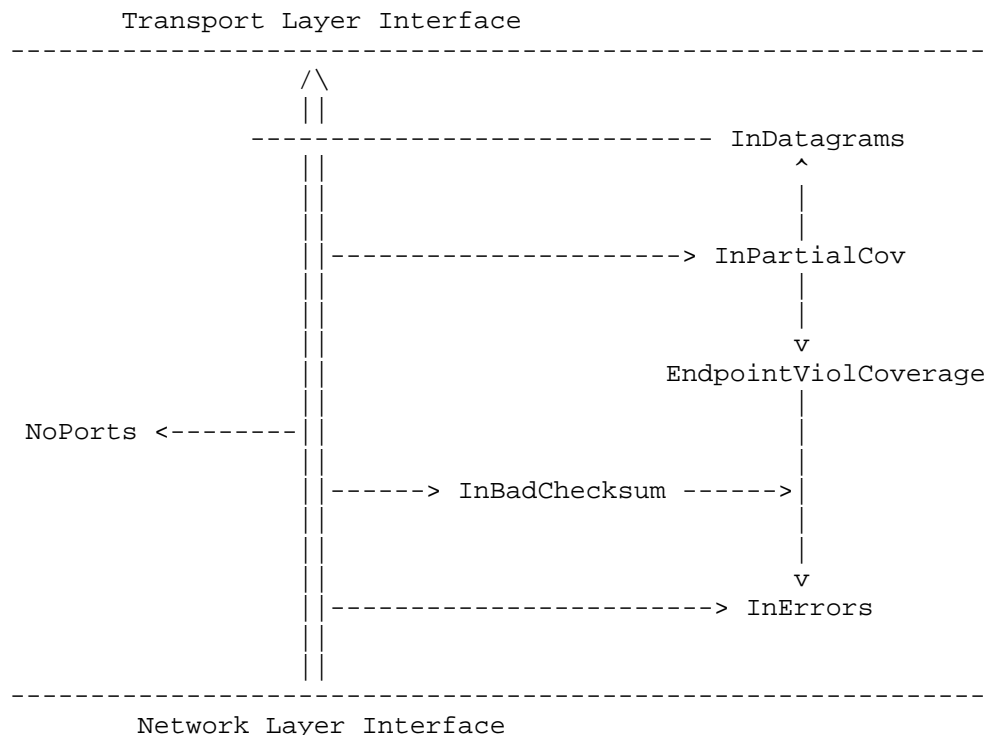 Transport Layer Interface
InDatagrams
InPartialCov
EndpointViolCoverage
NoPorts
InBadChecksum
InErrors
Network Layer Interface